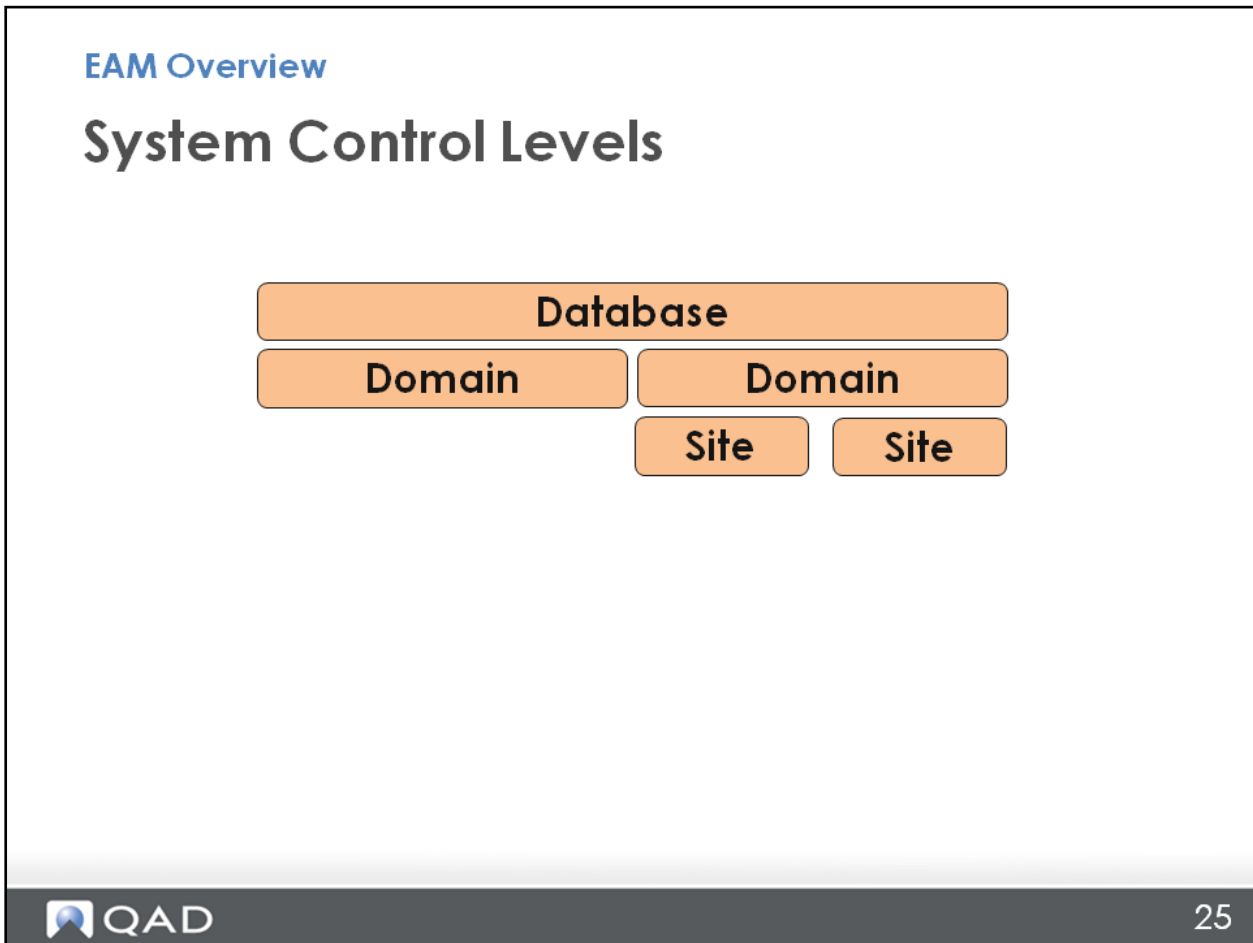 EAM Overview
System Control Levels
Database
Domain Domain
Site Site
QAD 25